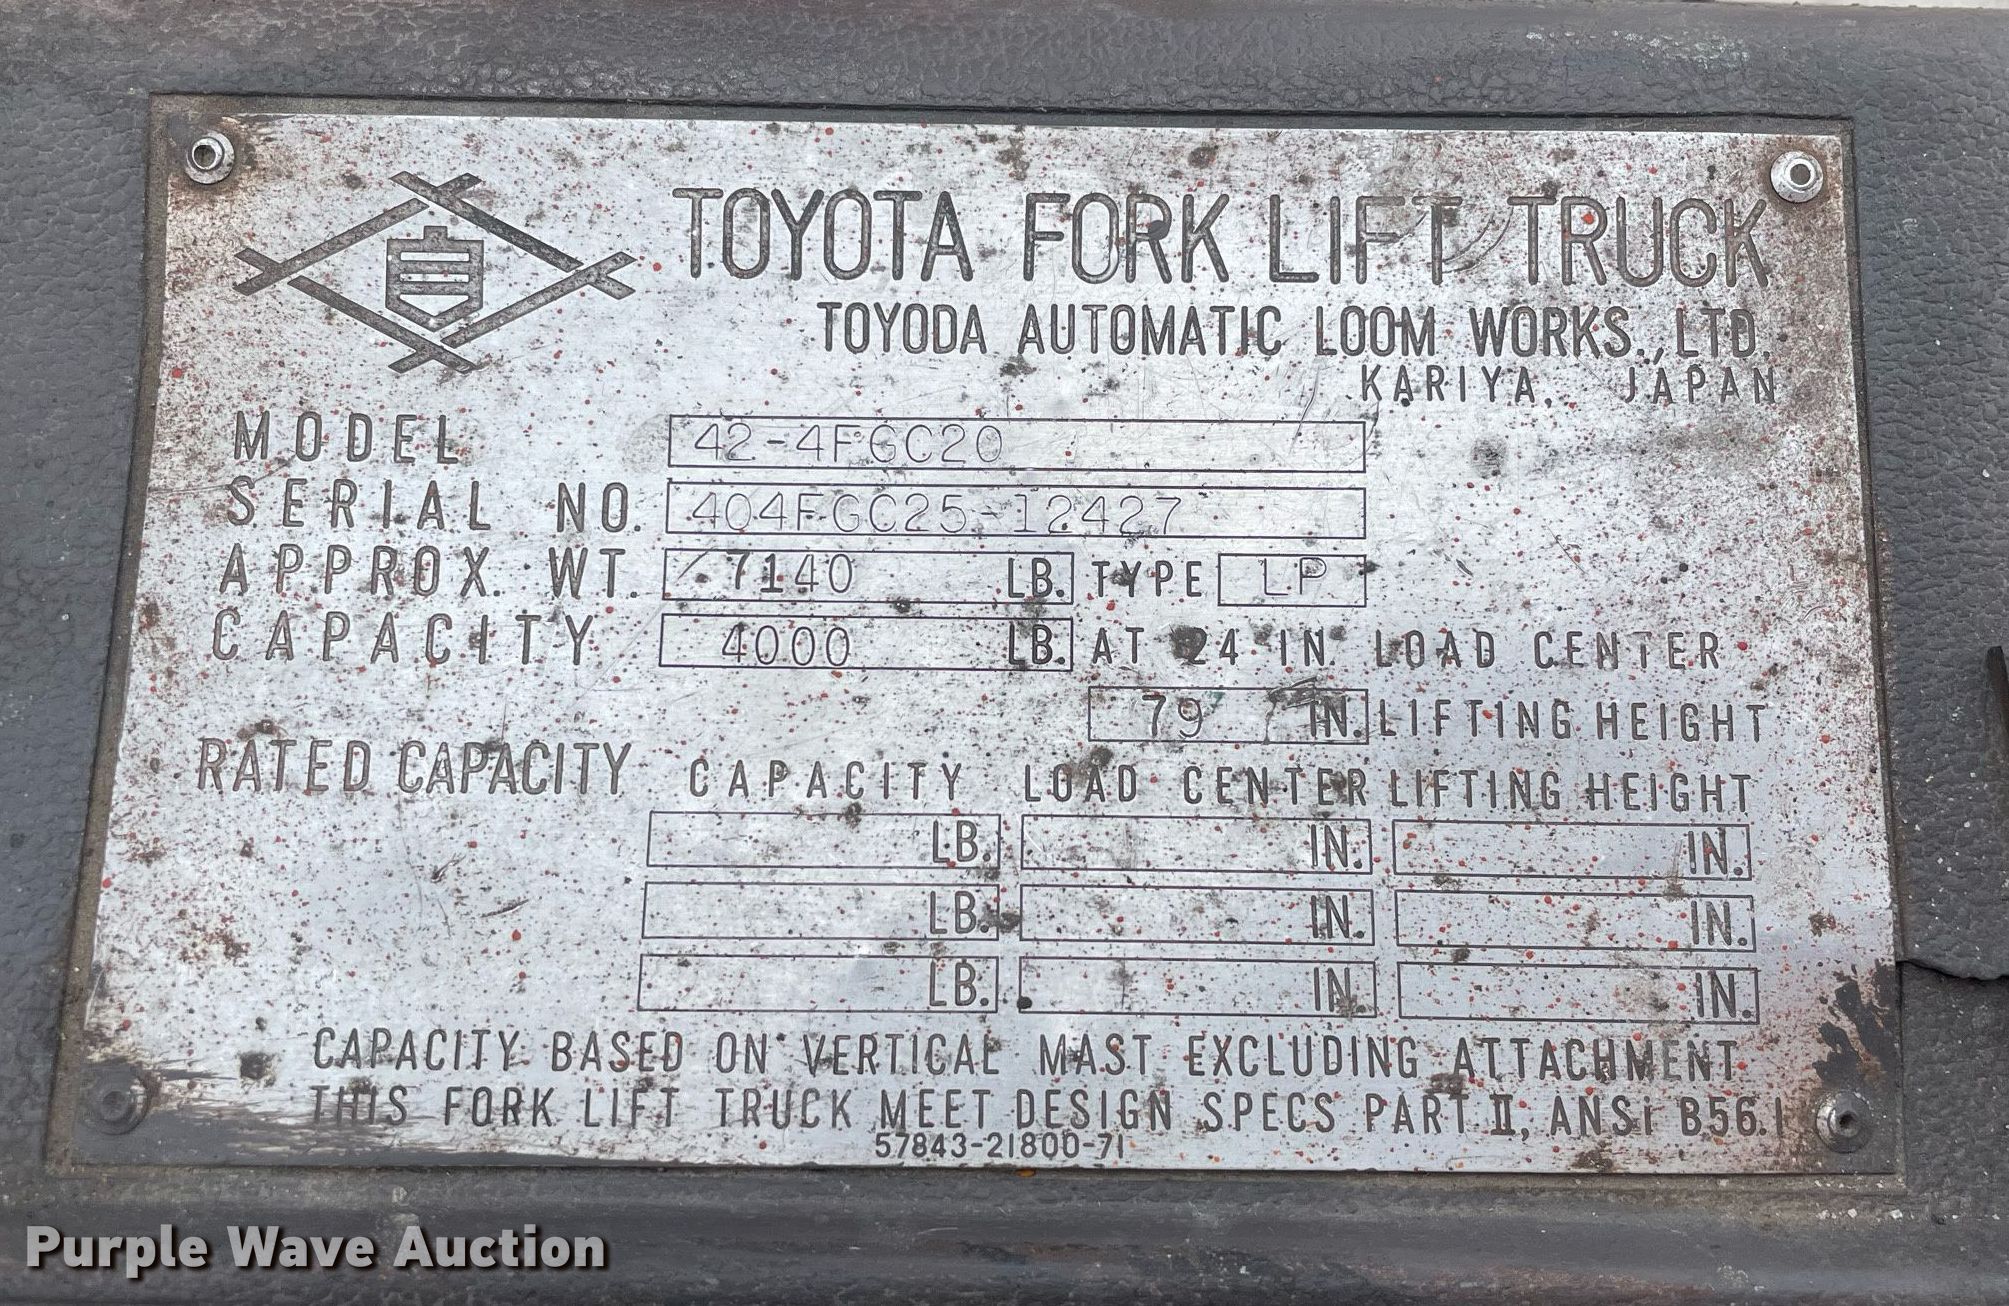 TOYOTA FORK LIFT TRUCK
TOYODA AUTOMATIC LOOM WORKS., LTD.
KARIYA, JAPAN
MODEL 42-4FGC20
SERIAL NO. 404FGC25-12427
APPROX. WT. 7140 LB. TYPE LP
CAPACITY 4000 LB. AT 24 IN. LOAD CENTER
79 IN. LIFTING HEIGHT
RATED CAPACITY CAPACITY LOAD CENTER LIFTING HEIGHT
LB. IN. IN.
LB. IN. IN.
LB. IN. IN.
CAPACITY BASED ON VERTICAL MAST EXCLUDING ATTACHMENT
THIS FORK LIFT TRUCK MEET DESIGN SPECS PART II, ANSi B56.1
57843-21800-71
Purple Wave Auction